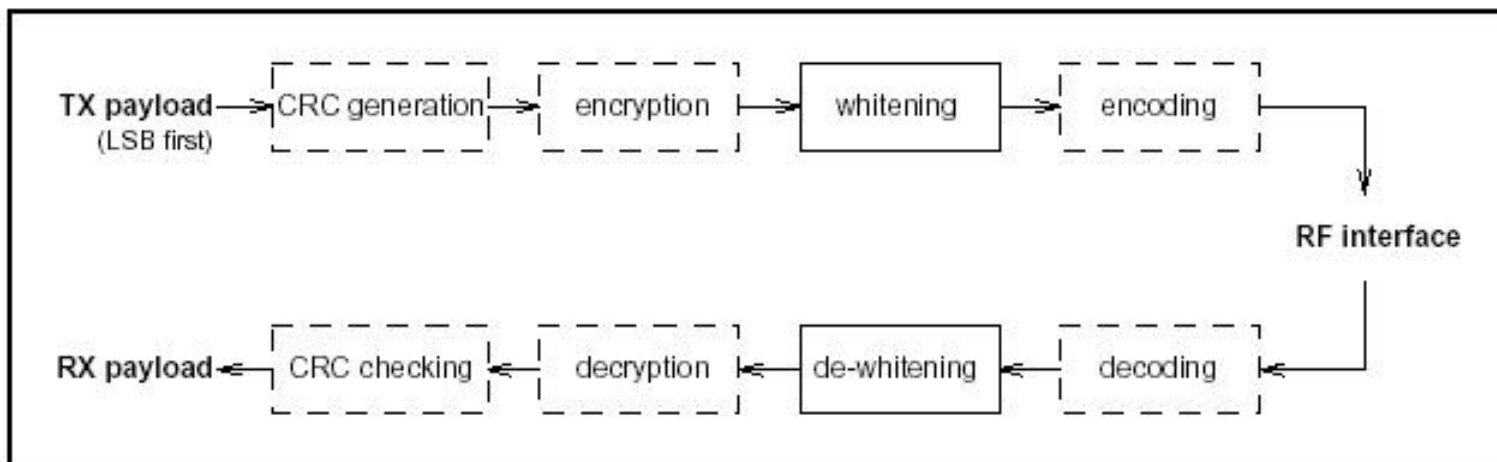 TX payload
(LSB first)
CRC generation
encryption
whitening
encoding
RF interface
RX payload
CRC checking
decryption
de-whitening
decoding